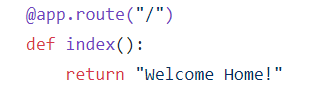 @app.route("/")
def index():
    return "Welcome Home!"